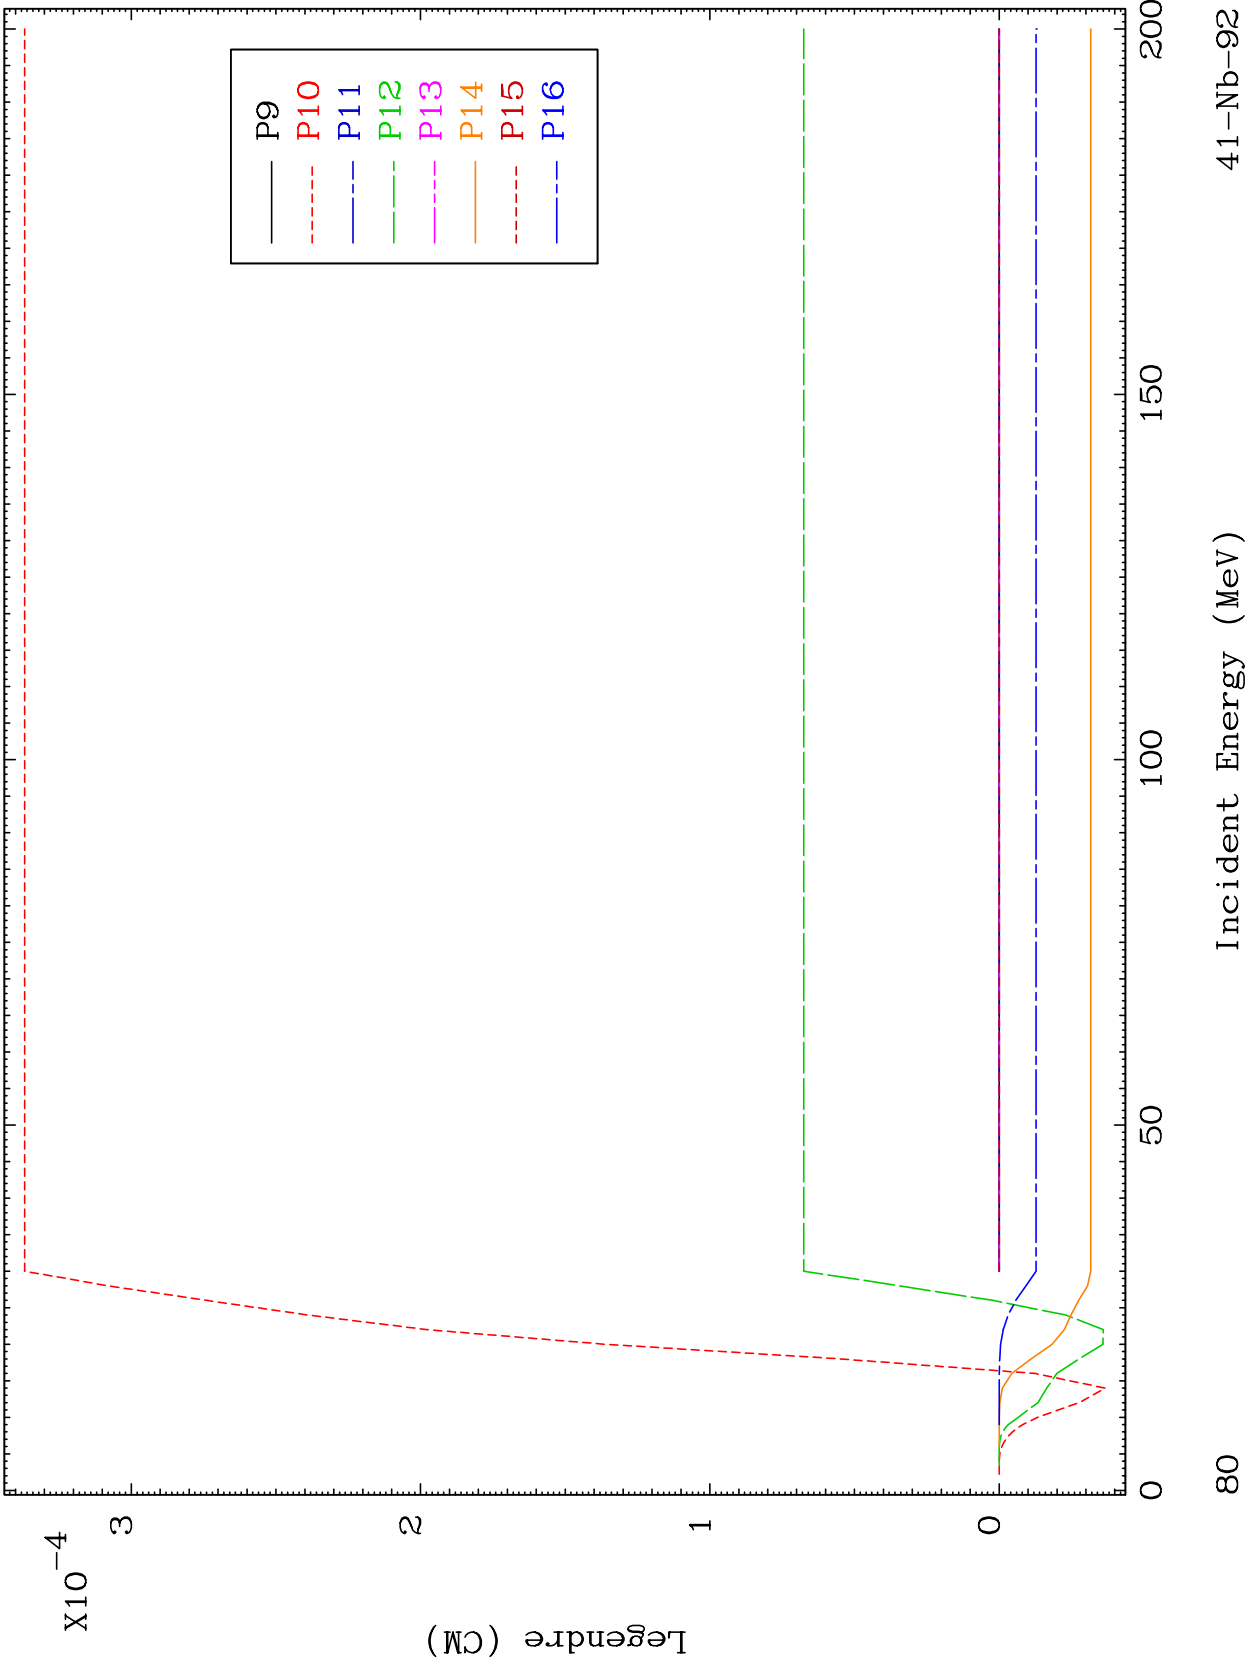 X10-4
3
2
1
0
Legendre (CM)
P9
P10
P11
P12
P13
P14
P15
P16
0
50
100
150
200
Incident Energy (MeV)
80
41-Nb-92